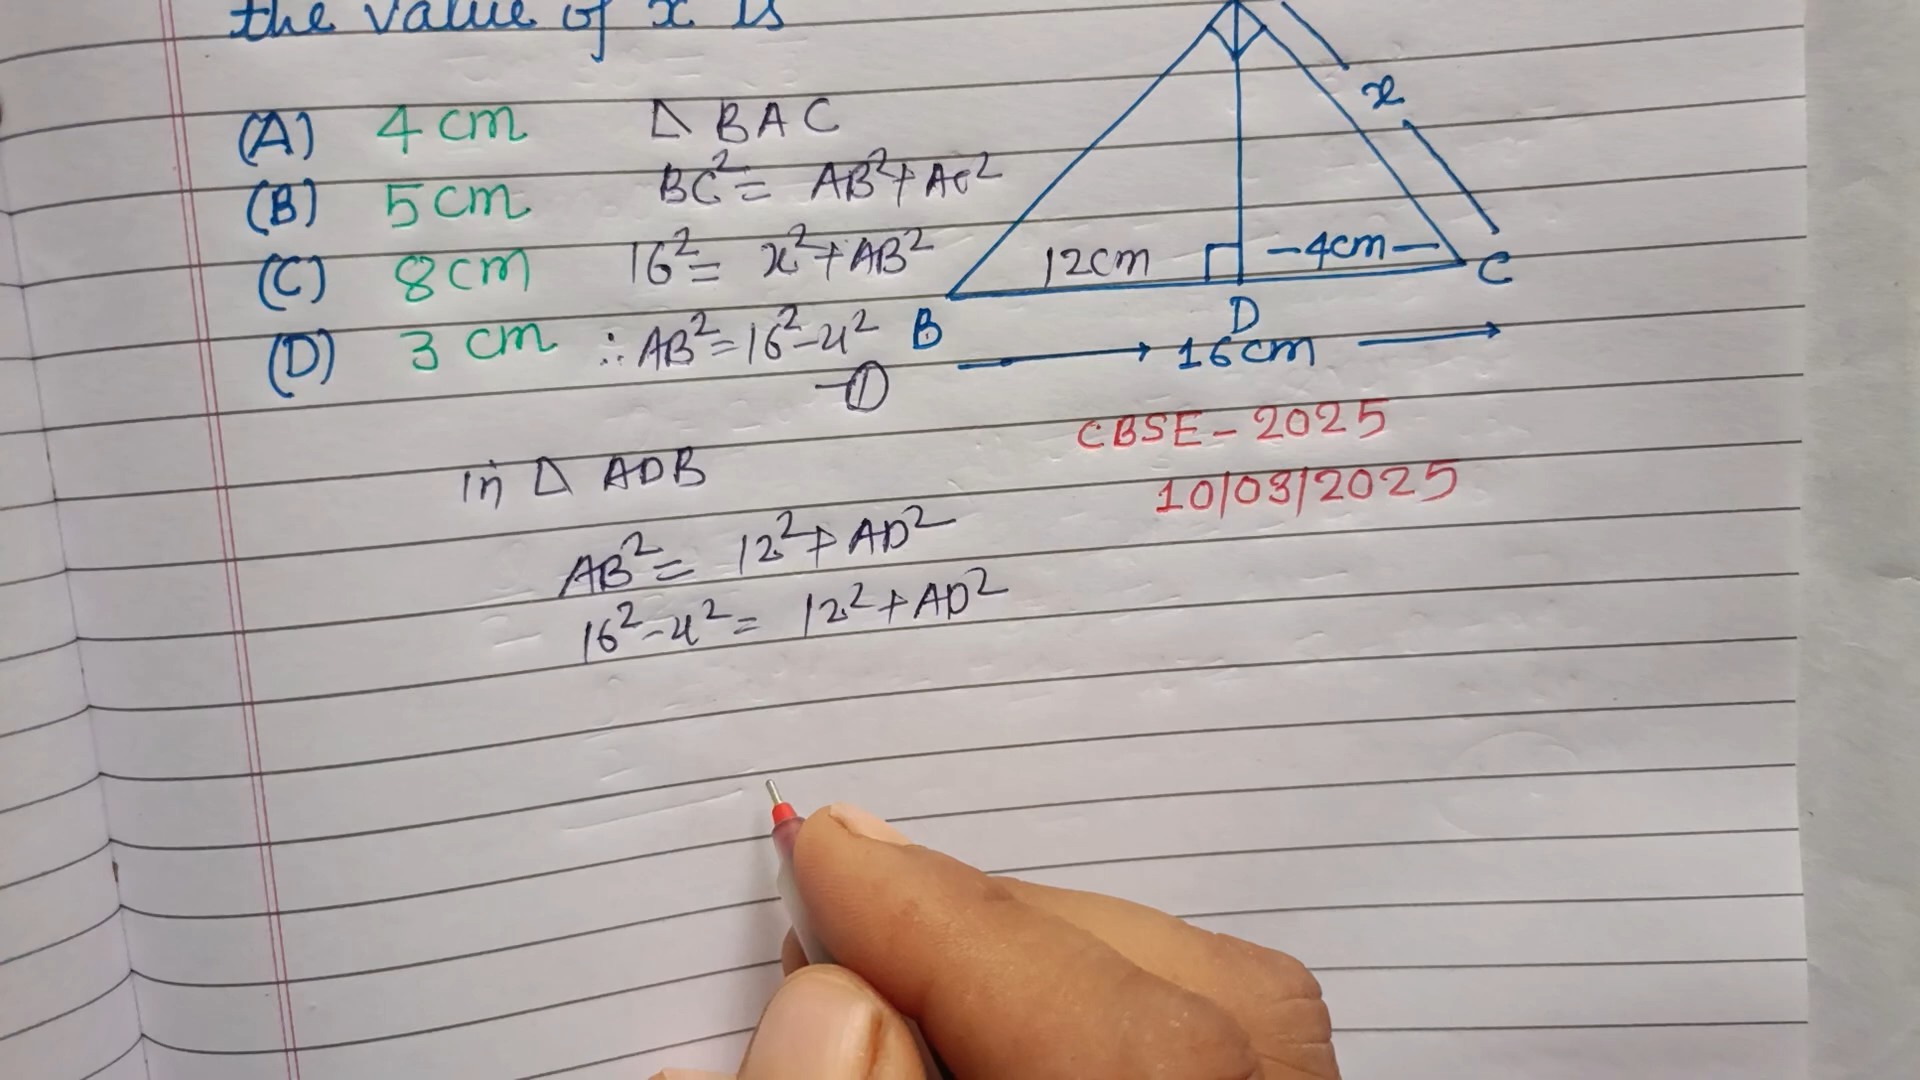 the value of x is
(A) 4 cm
(B) 5 cm
(C) 8 cm
(D) 3 cm
△ BAC
BC² = AB² + AC²
16² = x² + AB²
∴ AB² = 16² - x²
- ①
x
12cm
-4cm-
B
D
C
16cm
CBSE - 2025
10/03/2025
in △ ADB
AB² = 12² + AD²
16² - x² = 12² + AD²